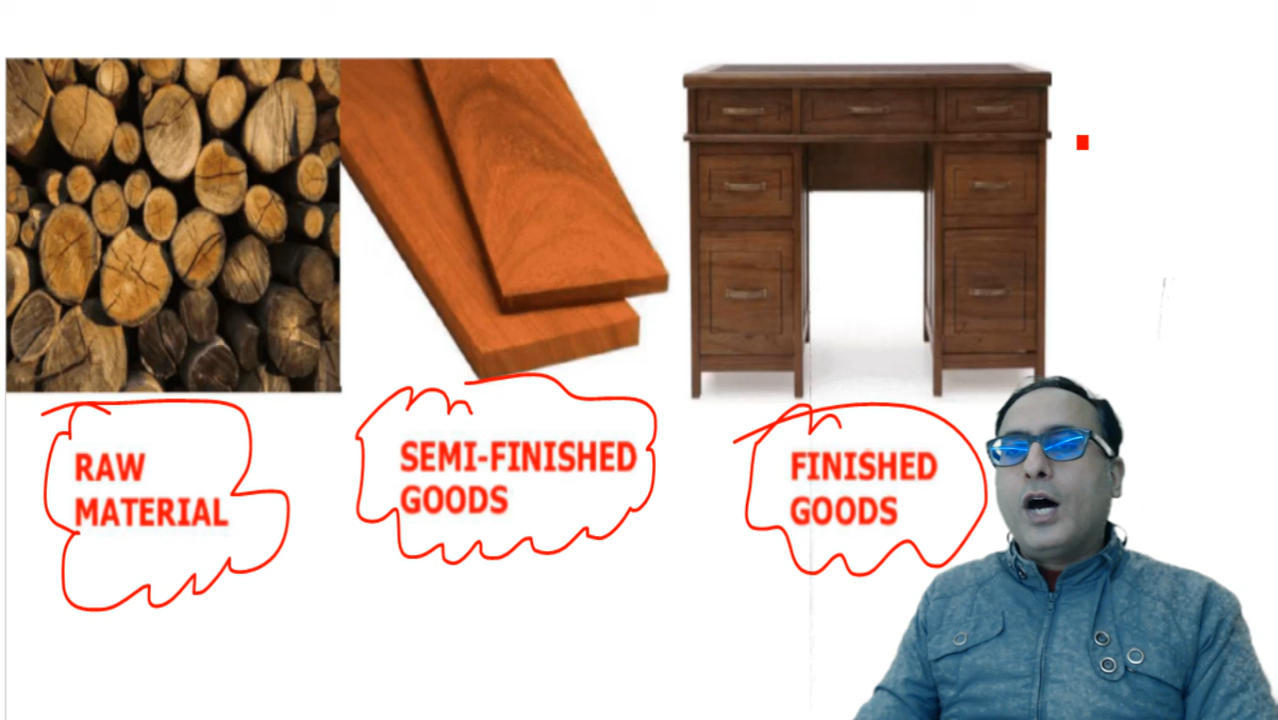 RAW
MATERIAL
SEMI-FINISHED
GOODS
FINISHED
GOODS